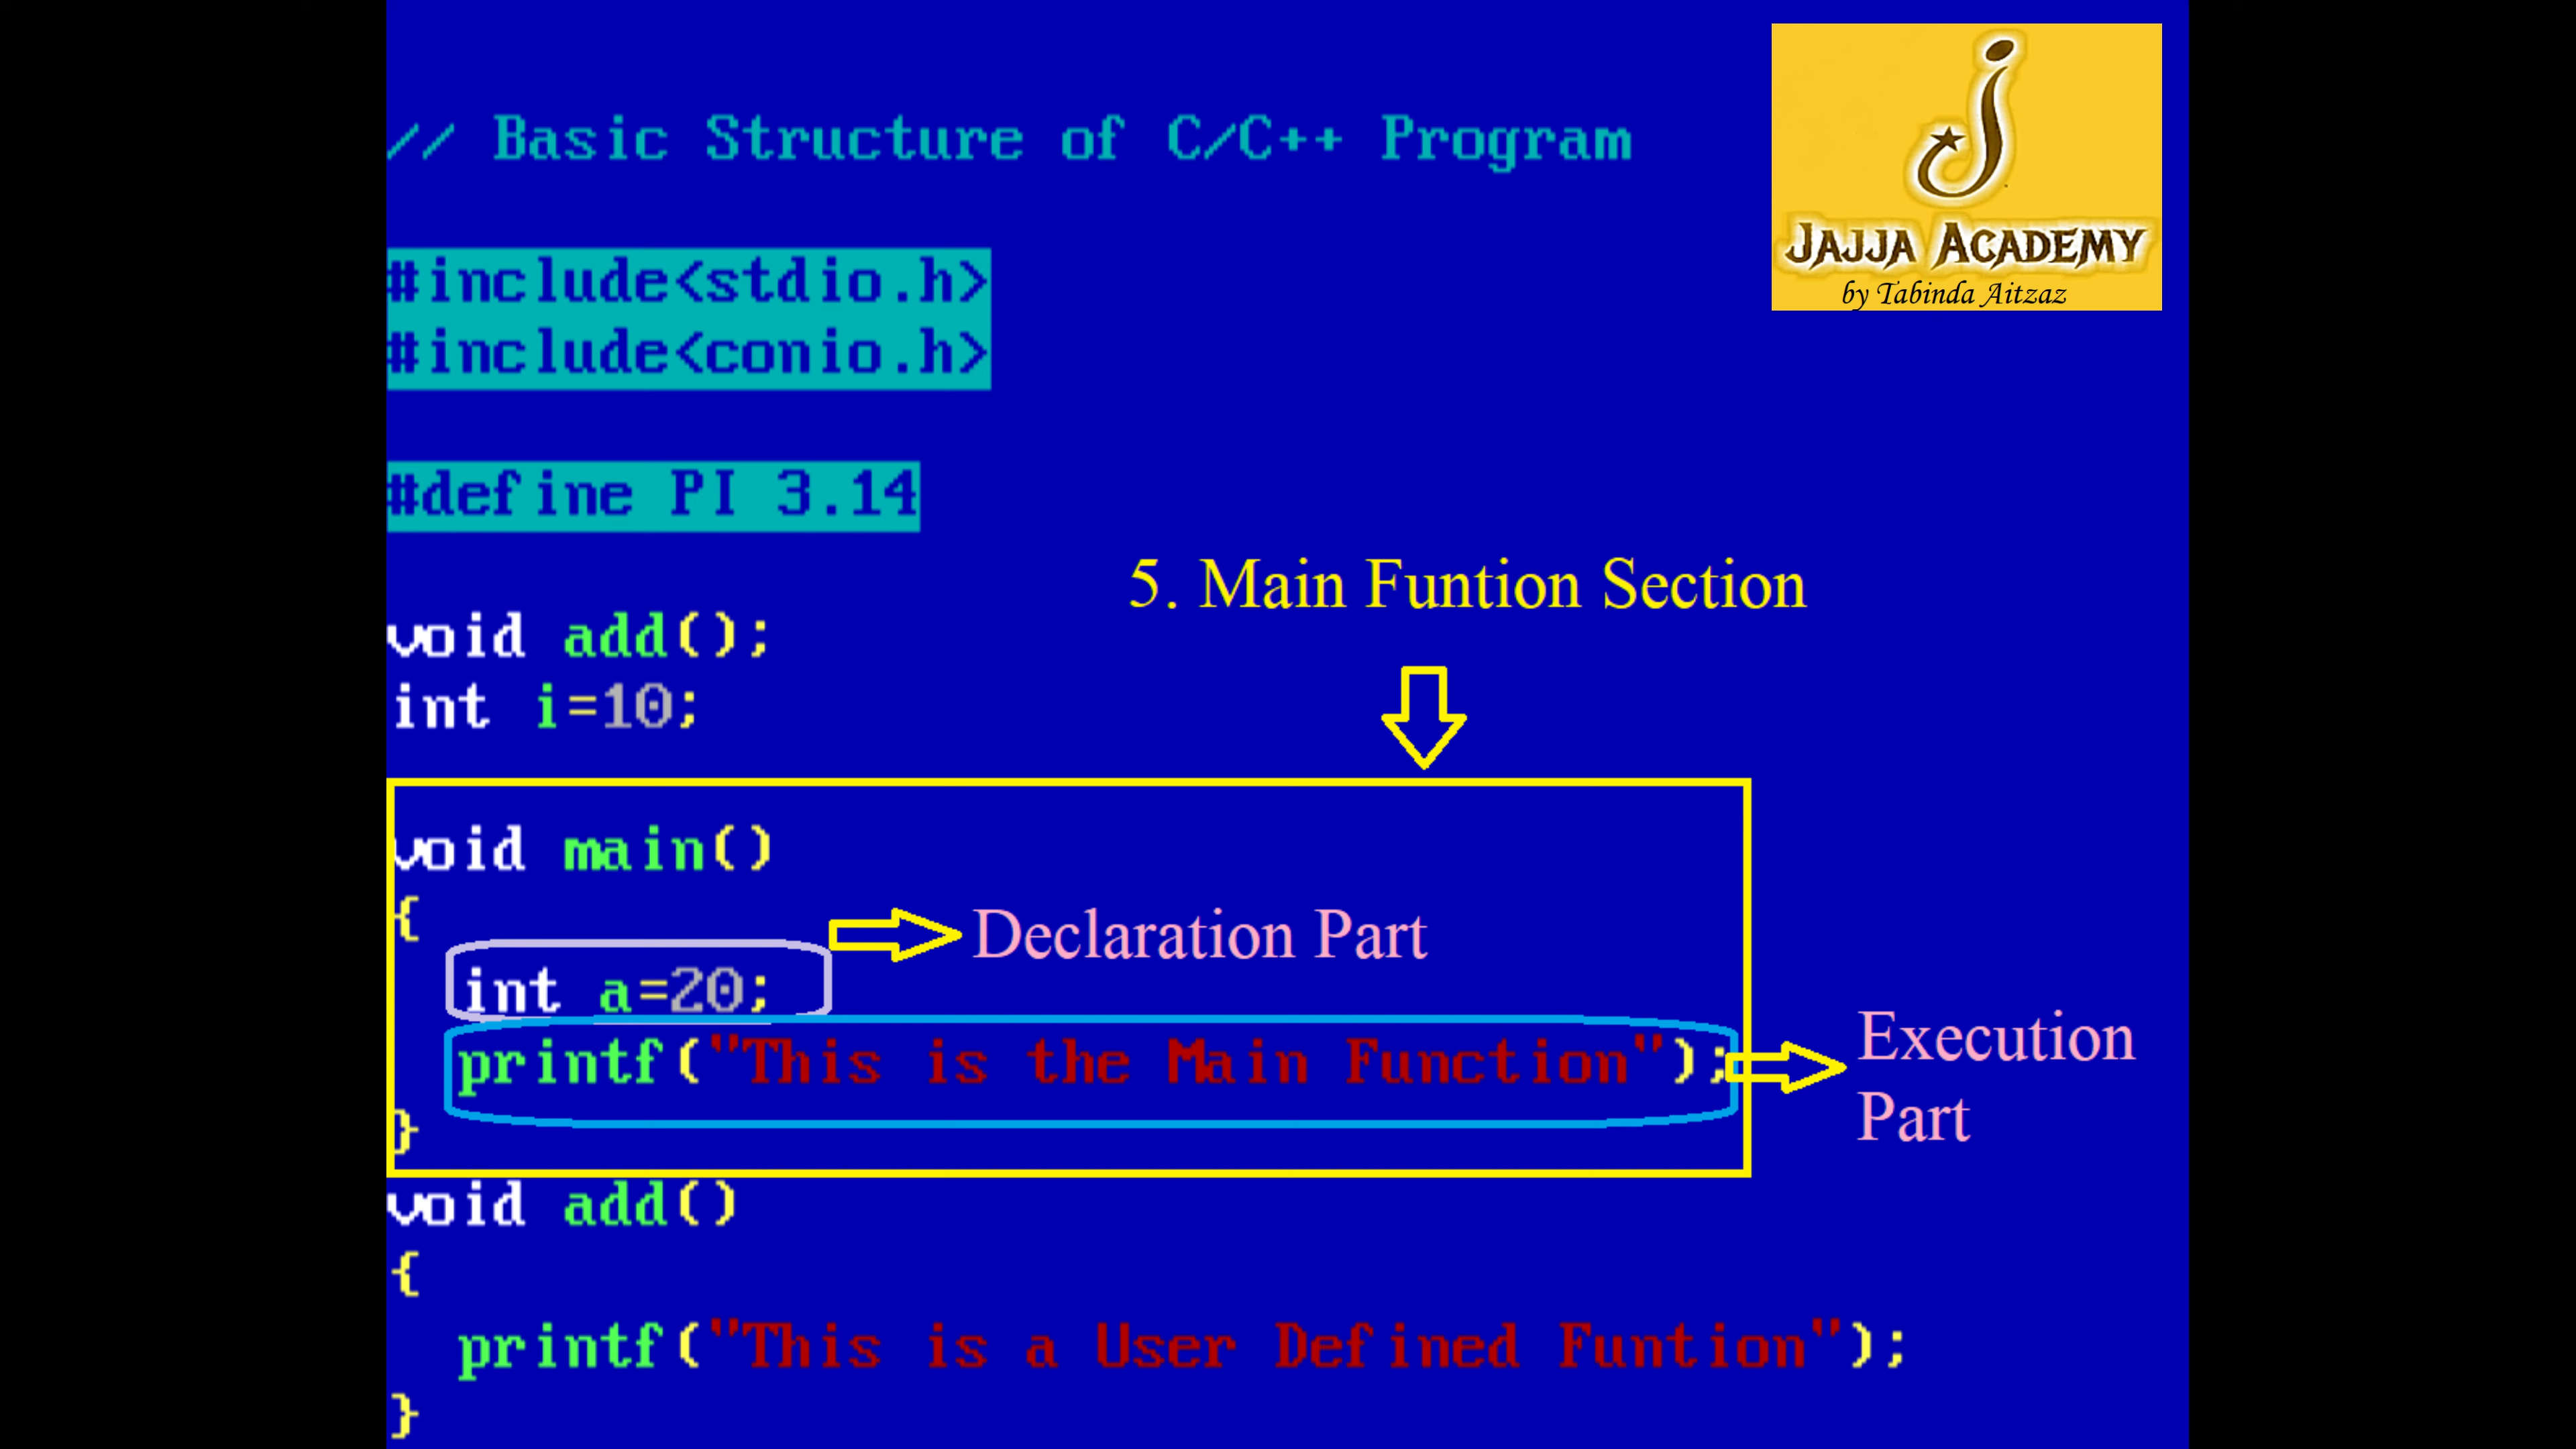 // Basic Structure of C/C++ Program
JAJJA ACADEMY
by Tabinda Aitzaz
#include<stdio.h>
#include<conio.h>
#define PI 3.14
5. Main Funtion Section
void add();
int i=10;
void main()
{
Declaration Part
int a=20;
printf("This is the Main Function");
Execution
Part
}
void add()
{
printf("This is a User Defined Funtion");
}